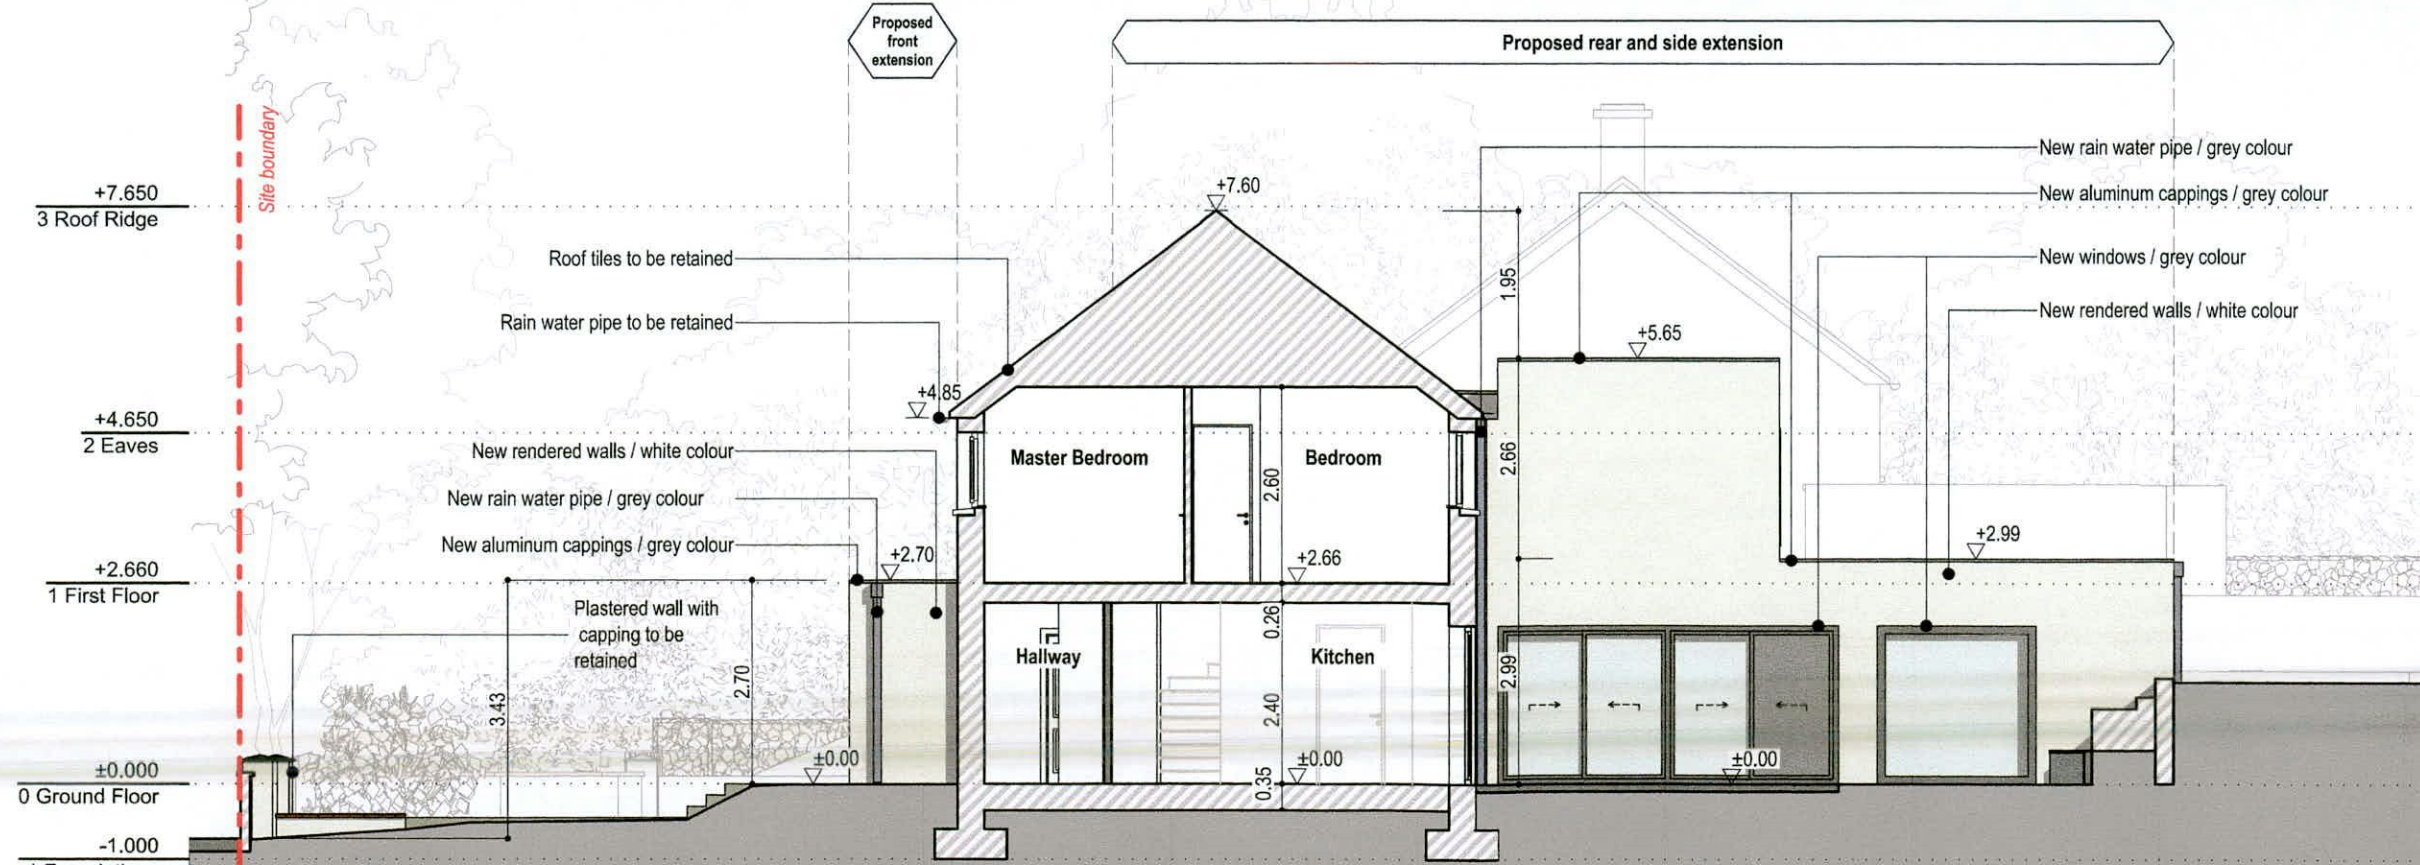 Proposed
front
extension
Proposed rear and side extension
Site boundary
New rain water pipe / grey colour
New aluminum cappings / grey colour
New windows / grey colour
New rendered walls / white colour
+7.650
3 Roof Ridge
+7.60
Roof tiles to be retained
1.95
Rain water pipe to be retained
+5.65
+4.85
+4.650
2 Eaves
New rendered walls / white colour
Master Bedroom
Bedroom
2.60
2.66
New rain water pipe / grey colour
New aluminum cappings / grey colour
+2.70
+2.66
+2.99
+2.660
1 First Floor
Plastered wall with
capping to be
retained
0.26
Hallway
Kitchen
3.43
2.70
2.40
2.99
±0.00
±0.00
±0.00
±0.000
0 Ground Floor
0.35
-1.000